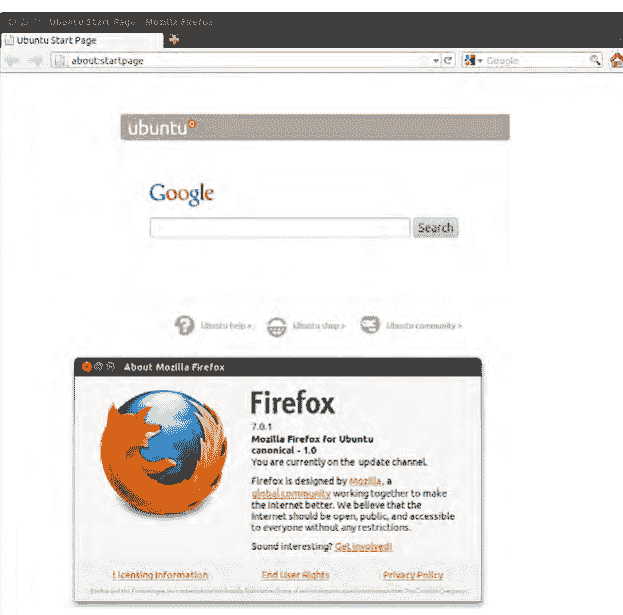 Ubuntu Start Page - Mozilla Firefox
Ubuntu Start Page
about:startpage
Google
ubuntu
Google
Search
Ubuntu help > Ubuntu shop > Ubuntu community >
About Mozilla Firefox
Firefox
7.0.1
Mozilla Firefox for Ubuntu
canonical - 1.0
You are currently on the update channel.
Firefox is designed by Mozilla, a
global community working together to make
the Internet better. We believe that the
Internet should be open, public, and accessible
to everyone without any restrictions.
Sound interesting? Get involved!
Licensing Information End User Rights Privacy Policy